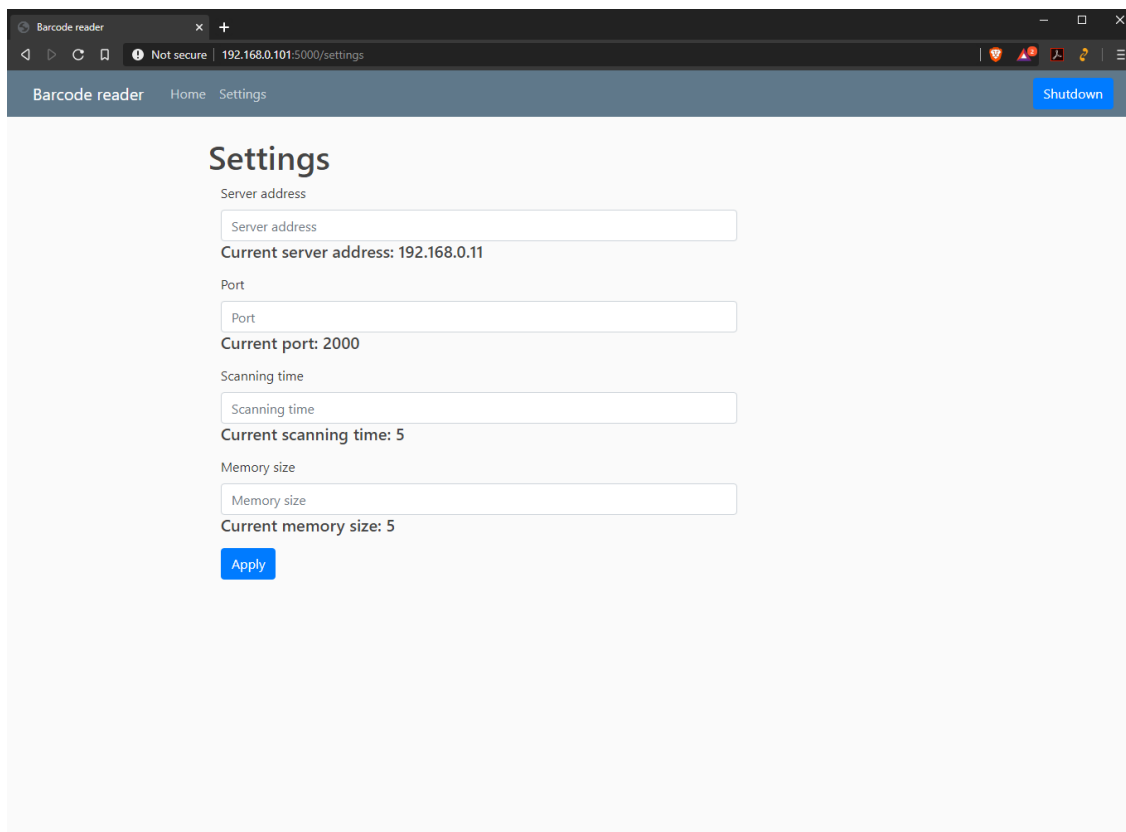 Barcode reader
Not secure 192.168.0.101:5000/settings
2
Barcode reader Home Settings Shutdown
Settings
Server address
Server address
Current server address: 192.168.0.11
Port
Port
Current port: 2000
Scanning time
Scanning time
Current scanning time: 5
Memory size
Memory size
Current memory size: 5
Apply